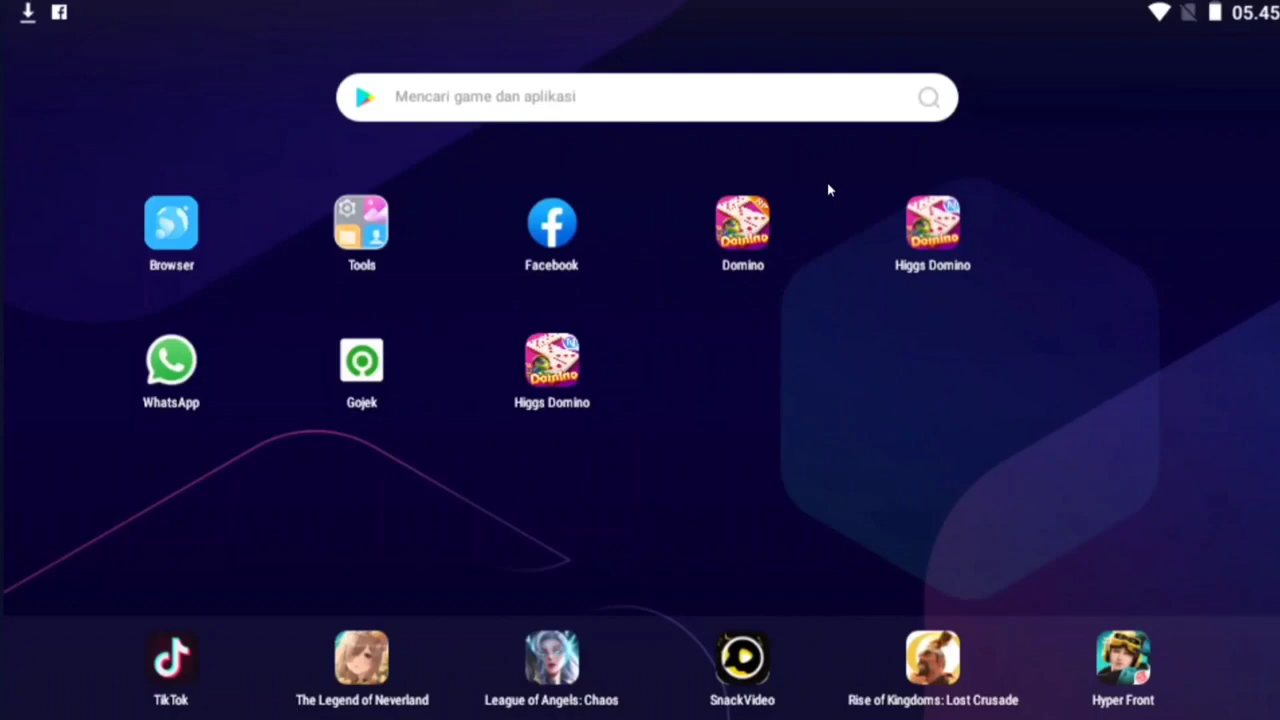 05.45
Mencari game dan aplikasi
Browser
Tools
Facebook
Domino
Higgs Domino
WhatsApp
Gojek
Higgs Domino
TikTok
The Legend of Neverland
League of Angels: Chaos
SnackVideo
Rise of Kingdoms: Lost Crusade
Hyper Front